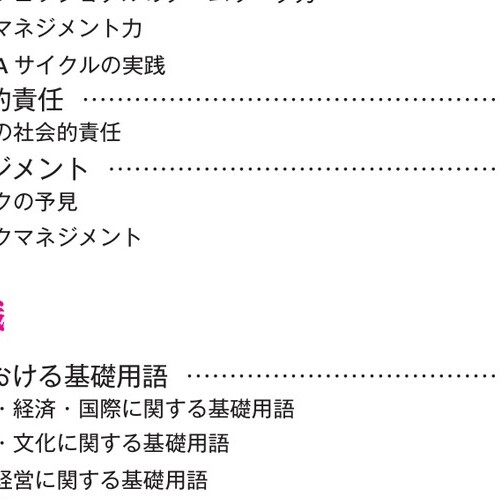 マネジメント力
A サイクルの実践
的責任 ……………………………………
の社会的責任
ジメント ……………………………………
クの予見
クマネジメント
おける基礎用語 ……………………………
・経済・国際に関する基礎用語
・文化に関する基礎用語
経営に関する基礎用語